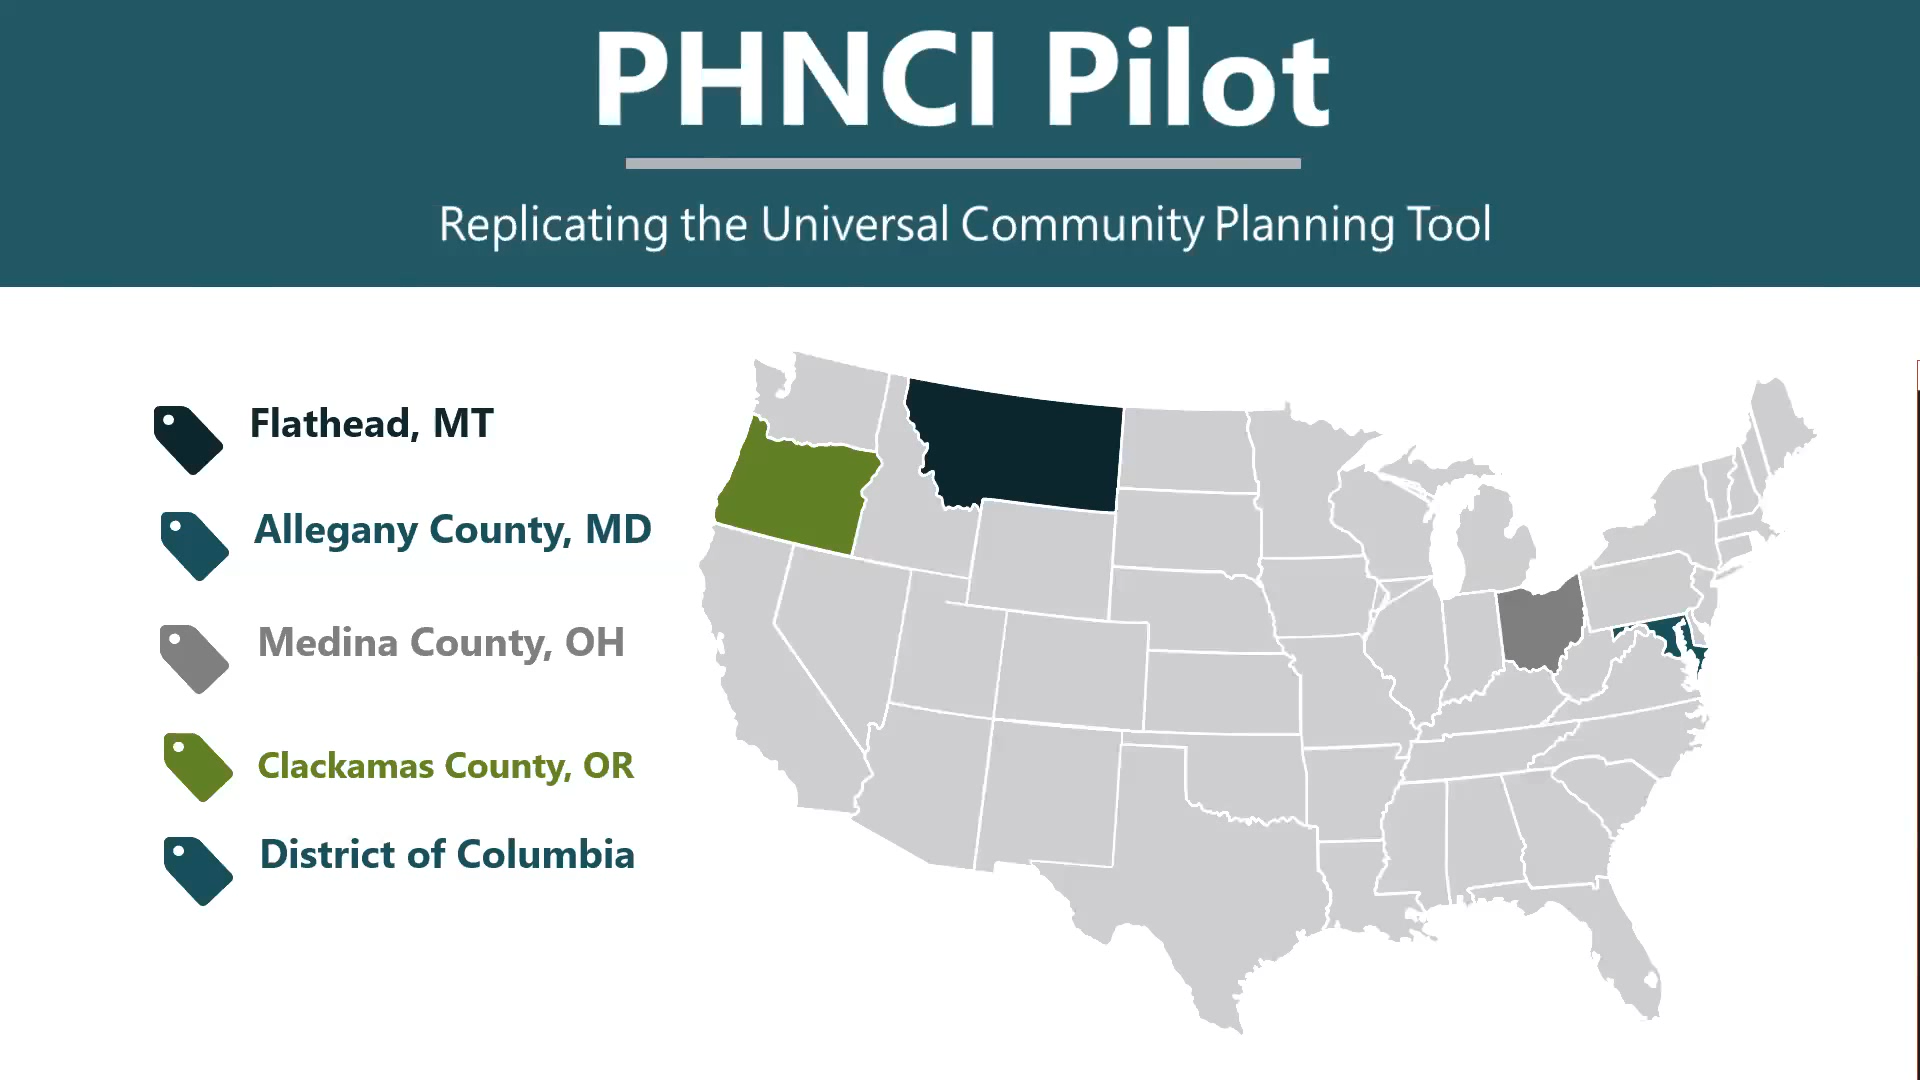 PHNCI Pilot
Replicating the Universal Community Planning Tool
Flathead, MT
Allegany County, MD
Medina County, OH
Clackamas County, OR
District of Columbia